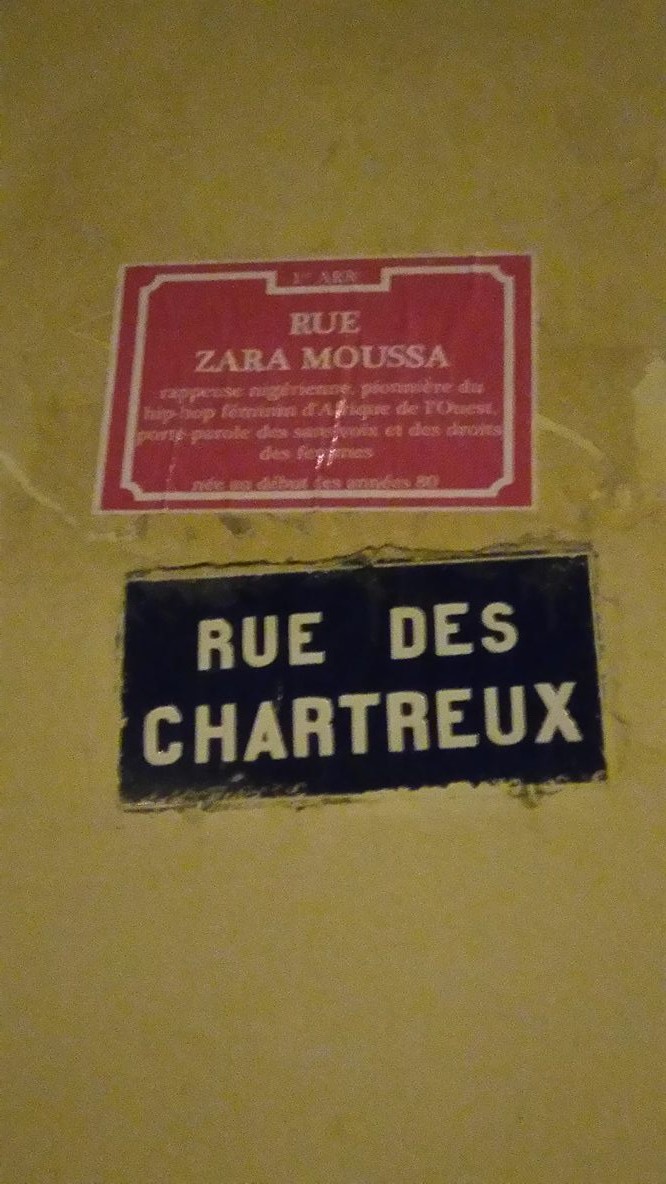 1er ARR
RUE
ZARA MOUSSA
rappeuse nigérienne, pionnière du
hip-hop féminin d'Afrique de l'Ouest,
porte-parole des sans-voix et des droits
des femmes
née au début des années 80
RUE DES
CHARTREUX